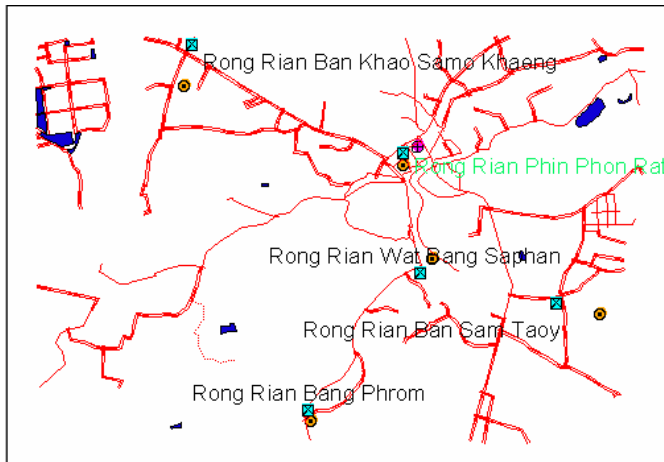 Rong Rian Ban Khao Samo Khaeng
Rong Rian Phin Phon Rat
Rong Rian Wat Bang Saphan
Rong Rian Ban Sam Taoy
Rong Rian Bang Phrom